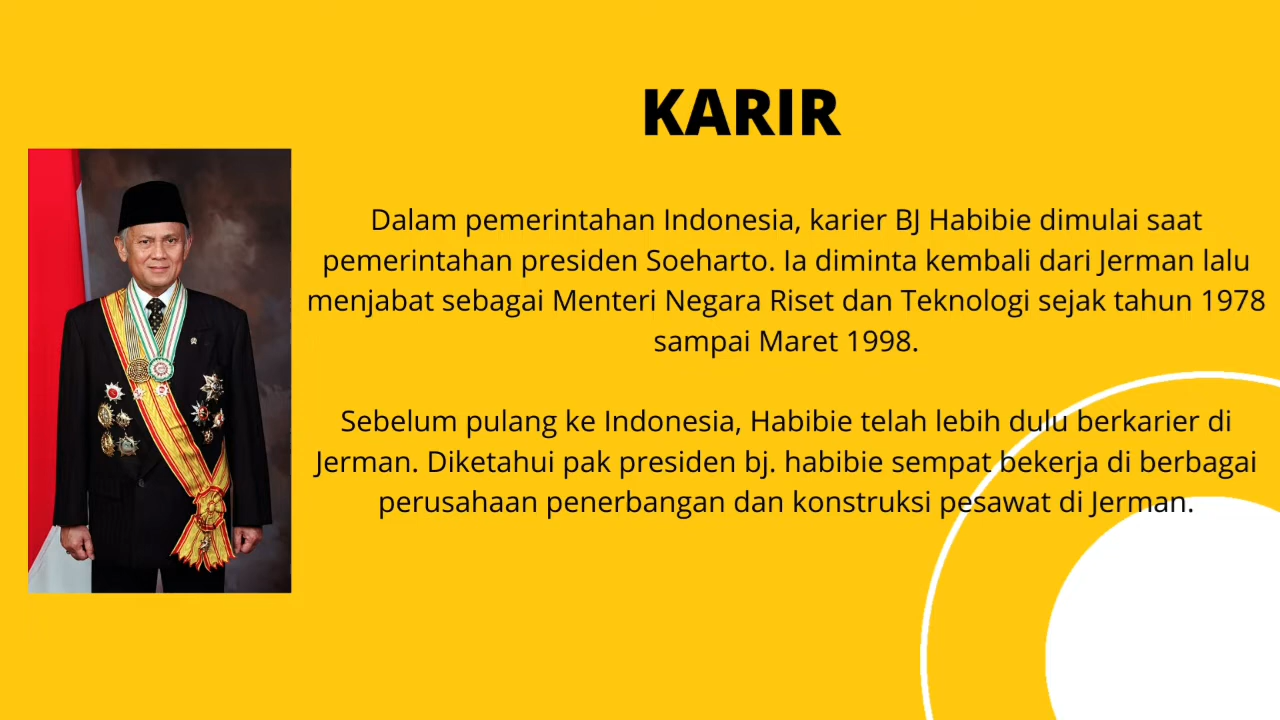 KARIR
Dalam pemerintahan Indonesia, karier BJ Habibie dimulai saat
pemerintahan presiden Soeharto. Ia diminta kembali dari Jerman lalu
menjabat sebagai Menteri Negara Riset dan Teknologi sejak tahun 1978
sampai Maret 1998.
Sebelum pulang ke Indonesia, Habibie telah lebih dulu berkarier di
Jerman. Diketahui pak presiden bj. habibie sempat bekerja di berbagai
perusahaan penerbangan dan konstruksi pesawat di Jerman.